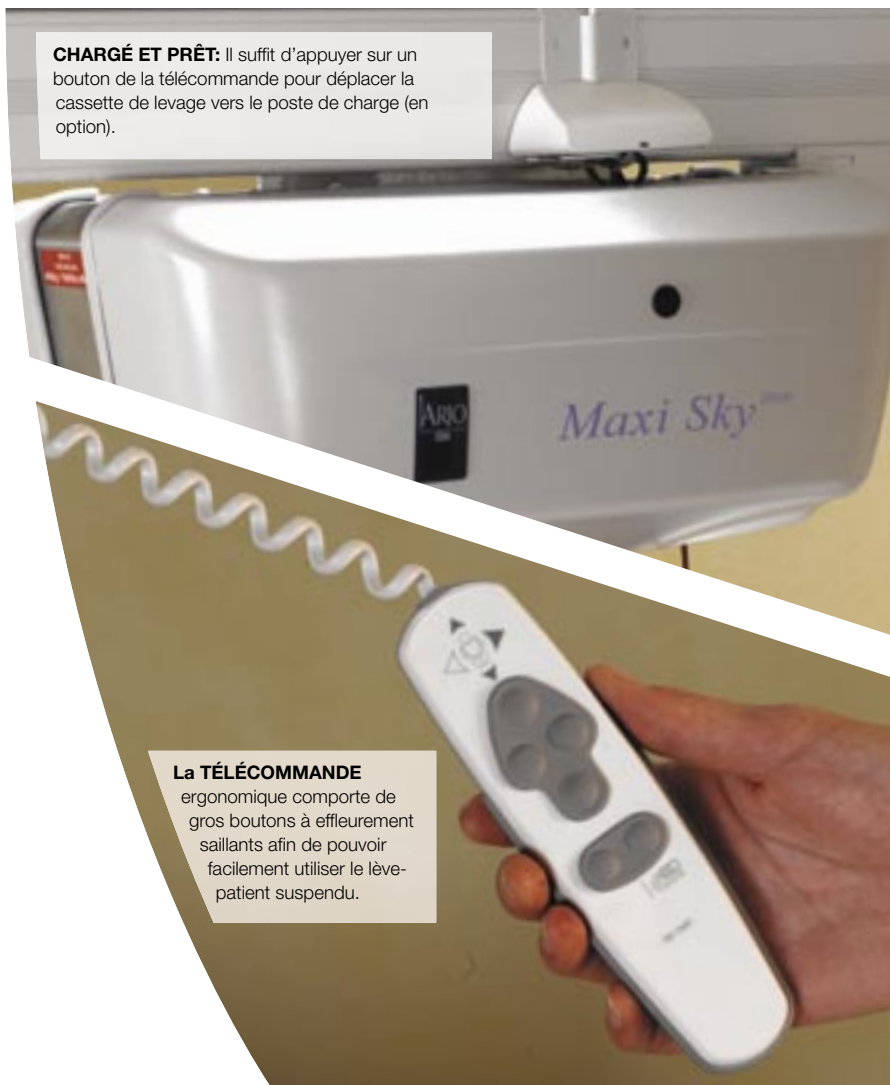 CHARGÉ ET PRÊT: Il suffit d'appuyer sur un
bouton de la télécommande pour déplacer la
cassette de levage vers le poste de charge (en
option).
ARJO
Maxi Sky
La TÉLÉCOMMANDE
ergonomique comporte de
gros boutons à effleurement
saillants afin de pouvoir
facilement utiliser le lève-
patient suspendu.